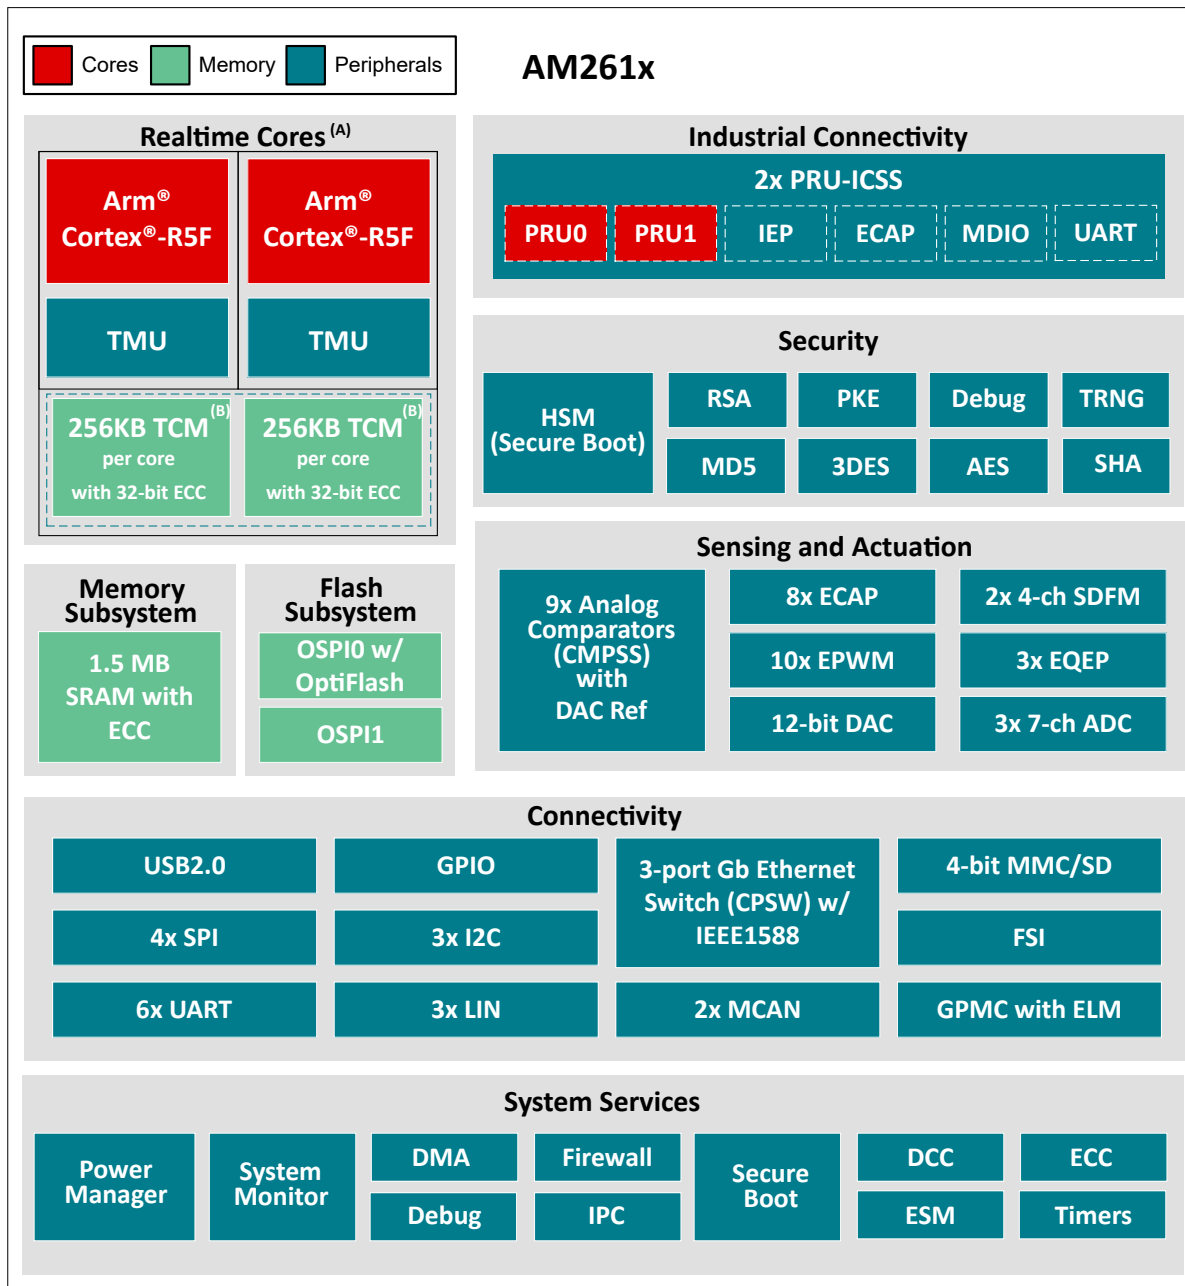 Cores
Memory
Peripherals
AM261x
Realtime Cores (A)
Arm®
Cortex®-R5F
Arm®
Cortex®-R5F
TMU
TMU
256KB TCM (B)
per core
with 32-bit ECC
256KB TCM (B)
per core
with 32-bit ECC
Industrial Connectivity
2x PRU-ICSS
PRU0
PRU1
IEP
ECAP
MDIO
UART
Security
HSM
(Secure Boot)
RSA
PKE
Debug
TRNG
MD5
3DES
AES
SHA
Memory
Subsystem
1.5 MB
SRAM with
ECC
Flash
Subsystem
OSPI0 w/
OptiFlash
OSPI1
Sensing and Actuation
9x Analog
Comparators
(CMPSS)
with
DAC Ref
8x ECAP
2x 4-ch SDFM
10x EPWM
3x EQEP
12-bit DAC
3x 7-ch ADC
Connectivity
USB2.0
GPIO
3-port Gb Ethernet
Switch (CPSW) w/
IEEE1588
4-bit MMC/SD
4x SPI
3x I2C
FSI
6x UART
3x LIN
2x MCAN
GPMC with ELM
System Services
Power
Manager
System
Monitor
DMA
Firewall
Secure
Boot
DCC
ECC
Debug
IPC
ESM
Timers